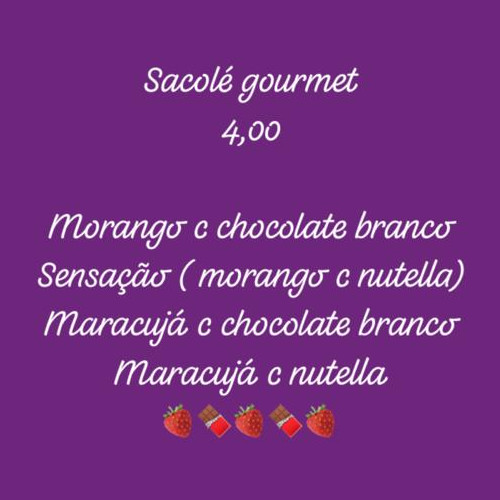 Sacolé gourmet
4,00
Morango c chocolate branco
Sensação ( morango c nutella)
Maracujá c chocolate branco
Maracujá c nutella
🍓🍫🍓🍫🍓